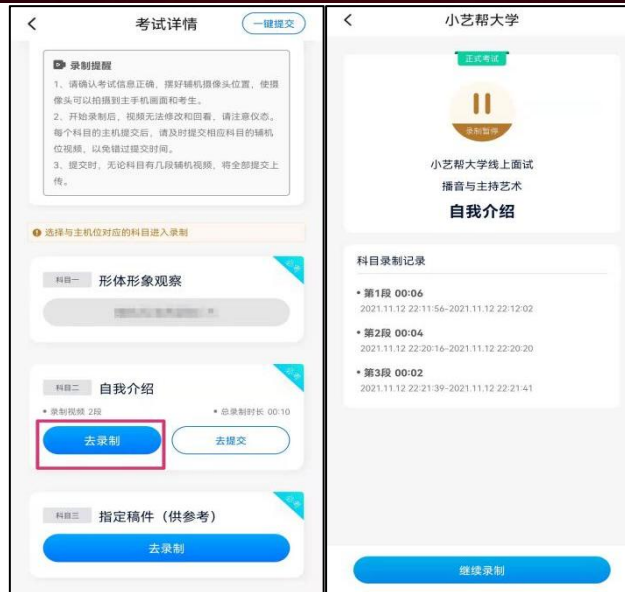 考试详情
一键提交
录制提醒
1、请确认考试信息正确，摆好辅机摄像头位置，使摄
像头可以拍摄到主手机画面和考生。
2、开始录制后，视频无法修改和回看，请注意仪态。
每个科目的主机提交后，请及时提交相应科目的辅机
位视频，以免错过提交时间。
3、提交时，无论科目有几段辅机视频，将全部提交上
传。
选择与主机位对应的科目进入录制
科目一 形体形象观察
科目二 自我介绍
• 录制视频 2段
• 总录制时长 00:10
去录制
去提交
科目三 指定稿件（供参考）
去录制
小艺帮大学
正式考试
录制暂停
小艺帮大学线上面试
播音与主持艺术
自我介绍
科目录制记录
• 第1段 00:06
2021.11.12 22:11:56-2021.11.12 22:12:02
• 第2段 00:04
2021.11.12 22:20:16-2021.11.12 22:20:20
• 第3段 00:02
2021.11.12 22:21:39-2021.11.12 22:21:41
继续录制